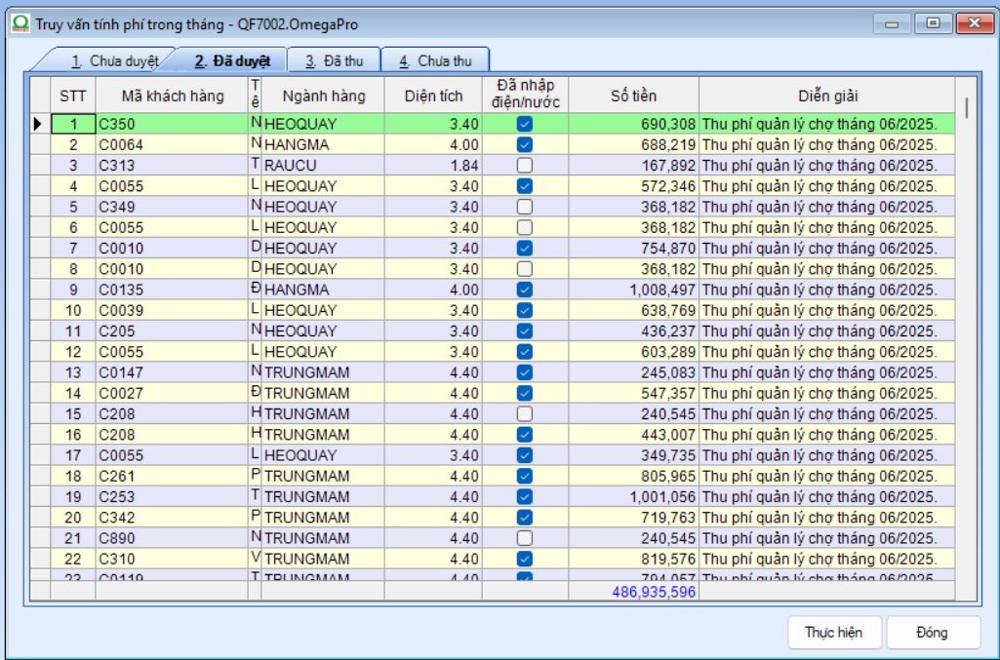 Truy vấn tính phí trong tháng - QF7002.OmegaPro
1. Chưa duyệt 2. Đã duyệt 3. Đã thu 4. Chưa thu
STT Mã khách hàng Tê Ngành hàng Diện tích Đã nhập điện/nước Số tiền Diễn giải
1 C350 N HEOQUAY 3.40 690,308 Thu phí quản lý chợ tháng 06/2025.
2 C0064 N HANGMA 4.00 688,219 Thu phí quản lý chợ tháng 06/2025.
3 C313 T RAUCU 1.84 167,892 Thu phí quản lý chợ tháng 06/2025.
4 C0055 L HEOQUAY 3.40 572,346 Thu phí quản lý chợ tháng 06/2025.
5 C349 N HEOQUAY 3.40 368,182 Thu phí quản lý chợ tháng 06/2025.
6 C0055 L HEOQUAY 3.40 368,182 Thu phí quản lý chợ tháng 06/2025.
7 C0010 D HEOQUAY 3.40 754,870 Thu phí quản lý chợ tháng 06/2025.
8 C0010 D HEOQUAY 3.40 368,182 Thu phí quản lý chợ tháng 06/2025.
9 C0135 Đ HANGMA 4.00 1,008,497 Thu phí quản lý chợ tháng 06/2025.
10 C0039 L HEOQUAY 3.40 638,769 Thu phí quản lý chợ tháng 06/2025.
11 C205 N HEOQUAY 3.40 436,237 Thu phí quản lý chợ tháng 06/2025.
12 C0055 L HEOQUAY 3.40 603,289 Thu phí quản lý chợ tháng 06/2025.
13 C0147 N TRUNGMAM 4.40 245,083 Thu phí quản lý chợ tháng 06/2025.
14 C0027 Đ TRUNGMAM 4.40 547,357 Thu phí quản lý chợ tháng 06/2025.
15 C208 H TRUNGMAM 4.40 240,545 Thu phí quản lý chợ tháng 06/2025.
16 C208 H TRUNGMAM 4.40 443,007 Thu phí quản lý chợ tháng 06/2025.
17 C0055 L HEOQUAY 3.40 349,735 Thu phí quản lý chợ tháng 06/2025.
18 C261 P TRUNGMAM 4.40 805,965 Thu phí quản lý chợ tháng 06/2025.
19 C253 T TRUNGMAM 4.40 1,001,056 Thu phí quản lý chợ tháng 06/2025.
20 C342 P TRUNGMAM 4.40 719,763 Thu phí quản lý chợ tháng 06/2025.
21 C890 N TRUNGMAM 4.40 240,545 Thu phí quản lý chợ tháng 06/2025.
22 C310 V TRUNGMAM 4.40 819,576 Thu phí quản lý chợ tháng 06/2025.
23 C0119 T TRUNGMAM 4.40 794,057 Thu phí quản lý chợ tháng 06/2025.
486,935,596
Thực hiện Đóng